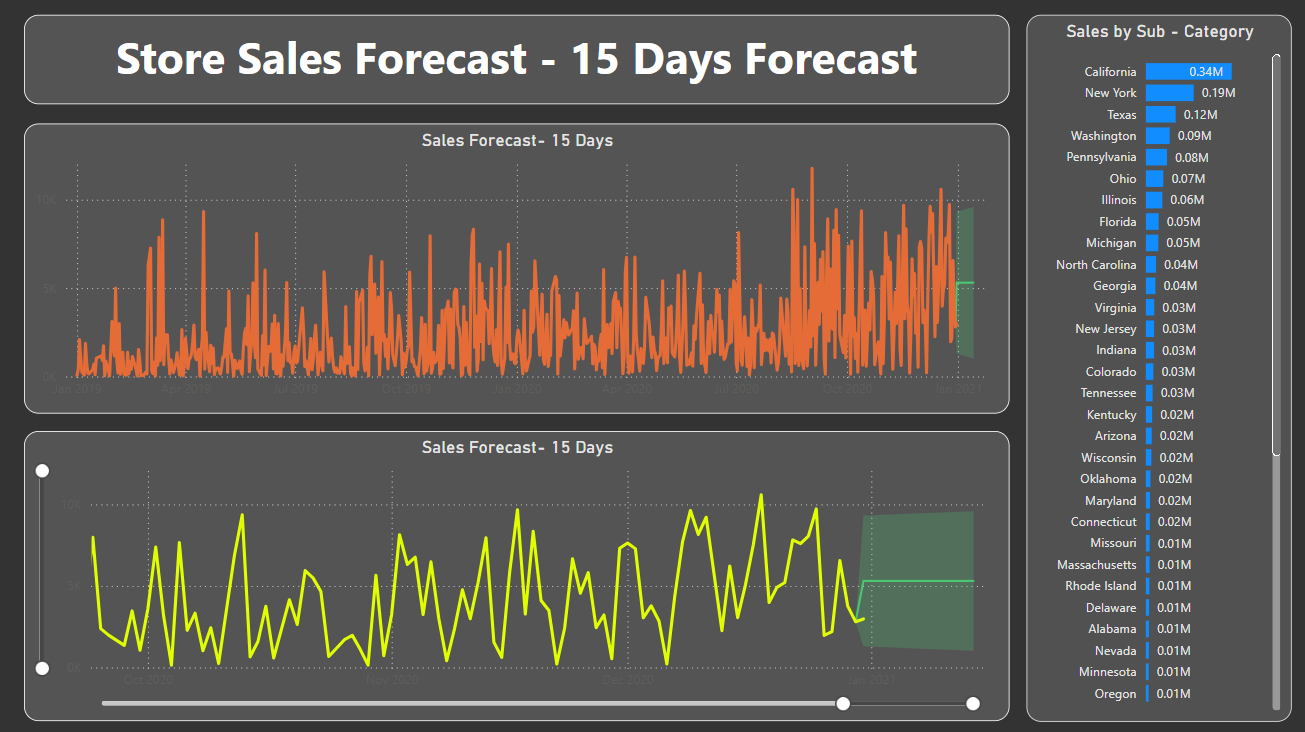 Store Sales Forecast - 15 Days Forecast
Sales Forecast- 15 Days
10K
5K
0K
Jan 2019
Apr 2019
Jul 2019
Oct 2019
Jan 2020
Apr 2020
Jul 2020
Oct 2020
Jan 2021
Sales Forecast- 15 Days
10K
5K
0K
Oct 2020
Nov 2020
Dec 2020
Jan 2021
Sales by Sub - Category
California 0.34M
New York 0.19M
Texas 0.12M
Washington 0.09M
Pennsylvania 0.08M
Ohio 0.07M
Illinois 0.06M
Florida 0.05M
Michigan 0.05M
North Carolina 0.04M
Georgia 0.04M
Virginia 0.03M
New Jersey 0.03M
Indiana 0.03M
Colorado 0.03M
Tennessee 0.03M
Kentucky 0.02M
Arizona 0.02M
Wisconsin 0.02M
Oklahoma 0.02M
Maryland 0.02M
Connecticut 0.02M
Missouri 0.01M
Massachusetts 0.01M
Rhode Island 0.01M
Delaware 0.01M
Alabama 0.01M
Nevada 0.01M
Minnesota 0.01M
Oregon 0.01M